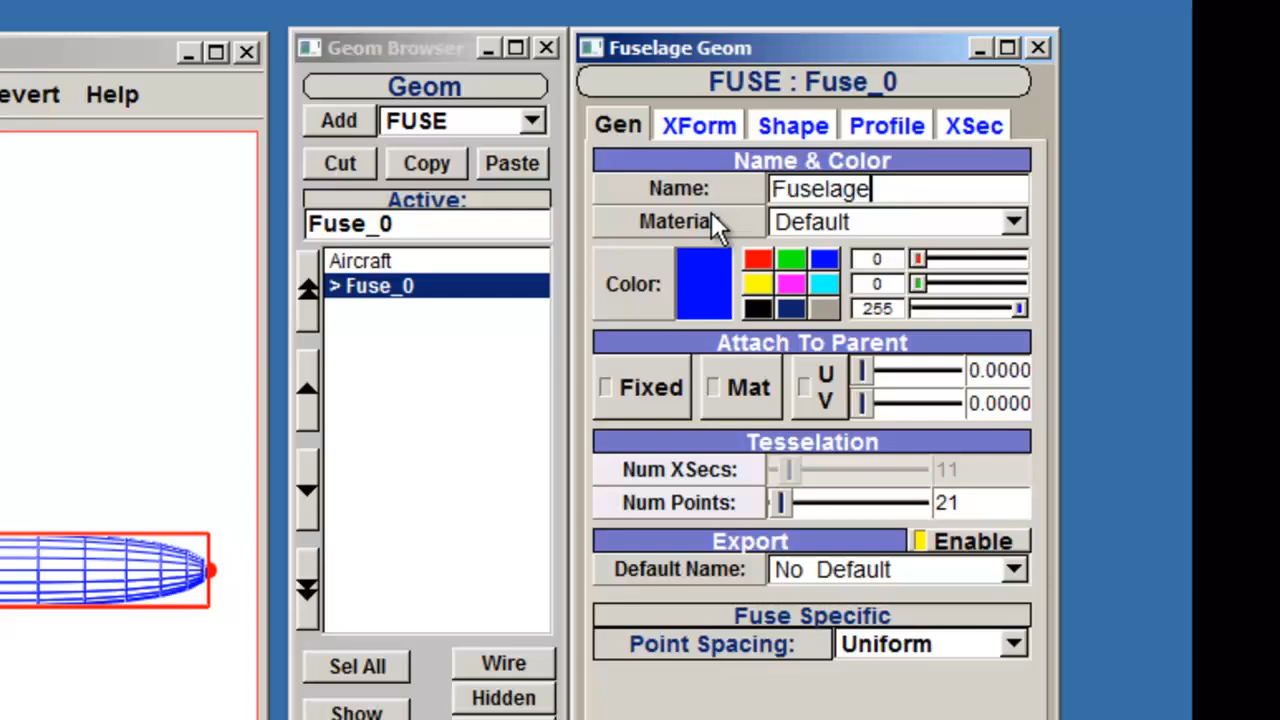 evert Help
Geom Browser
Geom
Add FUSE
Cut Copy Paste
Active:
Fuse_0
Aircraft
> Fuse_0
Sel All Wire
Hidden
Show
Fuselage Geom
FUSE : Fuse_0
Gen XForm Shape Profile XSec
Name & Color
Name: Fuselage
Material Default
Color: 0
0
255
Attach To Parent
Fixed Mat U V 0.0000
0.0000
Tesselation
Num XSecs: 11
Num Points: 21
Export Enable
Default Name: No Default
Fuse Specific
Point Spacing: Uniform